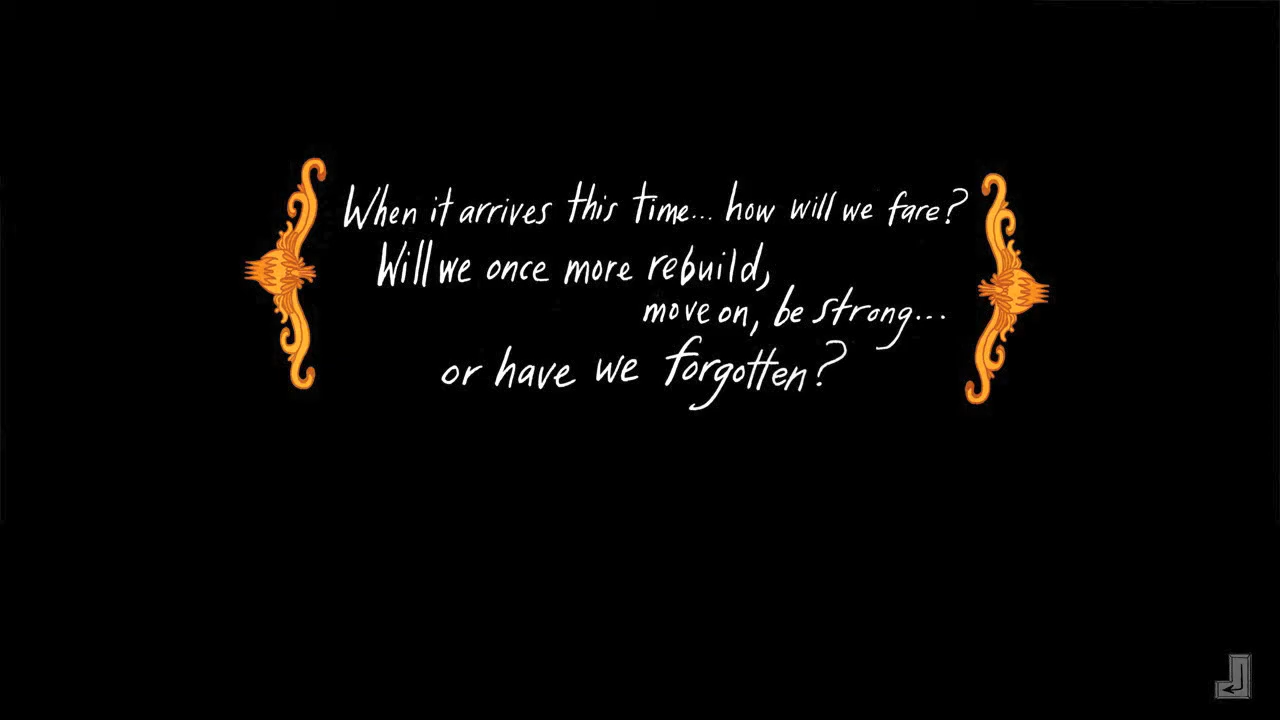 When it arrives this time... how will we fare?
Will we once more rebuild,
move on, be strong...
or have we forgotten?